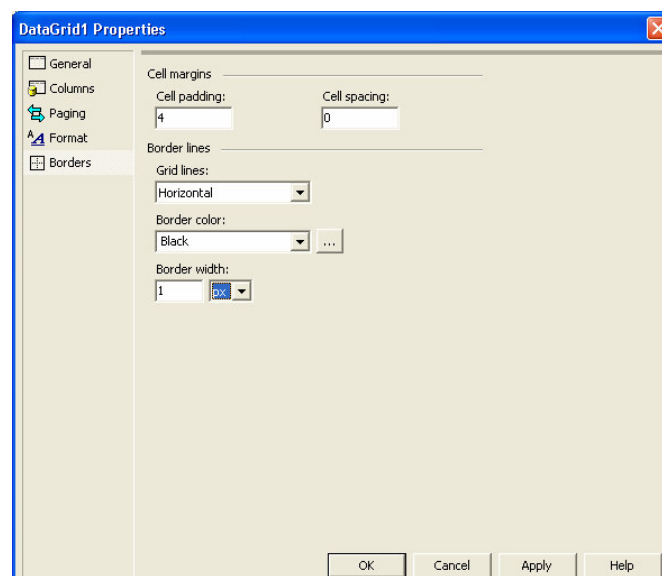 DataGrid1 Properties
General
Columns
Paging
Format
Borders
Cell margins
Cell padding: Cell spacing:
4 0
Border lines
Grid lines:
Horizontal
Border color:
Black ...
Border width:
1 px
OK Cancel Apply Help